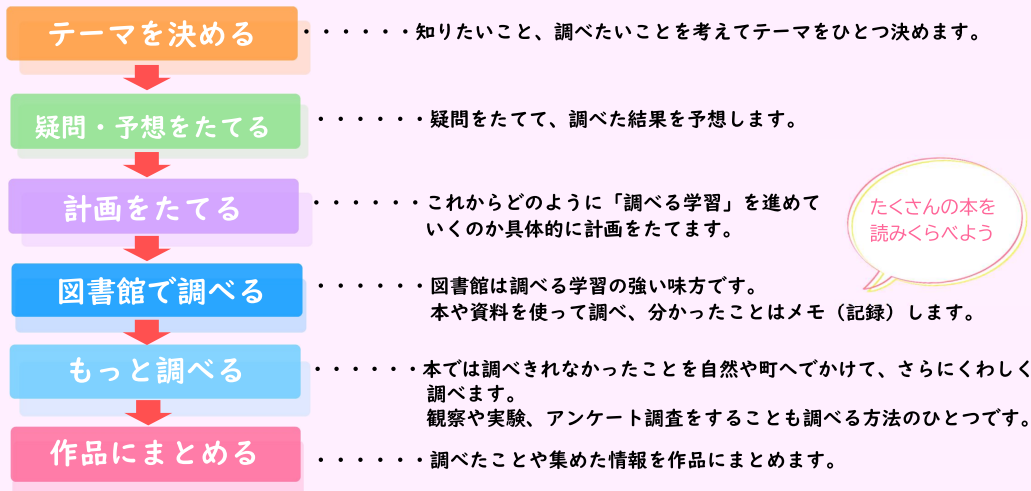 テーマを決める
・・・・・・知りたいこと、調べたいことを考えてテーマをひとつ決めます。
疑問・予想をたてる
・・・・・・疑問をたてて、調べた結果を予想します。
計画をたてる
・・・・・・これからどのように「調べる学習」を進めて
いくのか具体的に計画をたてます。
たくさんの本を
読みくらべよう
図書館で調べる
・・・・・・図書館は調べる学習の強い味方です。
本や資料を使って調べ、分かったことはメモ（記録）します。
もっと調べる
・・・・・・本では調べきれなかったことを自然や町へでかけて、さらにくわしく
調べます。
観察や実験、アンケート調査をすることも調べる方法のひとつです。
作品にまとめる
・・・・・・調べたことや集めた情報を作品にまとめます。